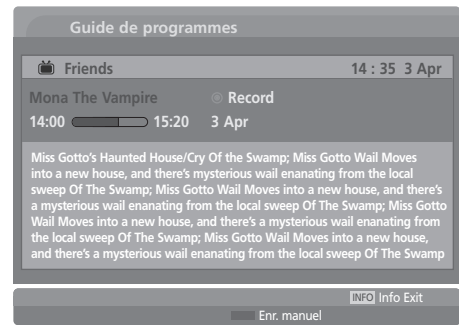 Guide de programmes
Friends 14 : 35 3 Apr
Mona The Vampire Record
14:00 15:20 3 Apr
Miss Gotto's Haunted House/Cry Of the Swamp; Miss Gotto Wail Moves
into a new house, and there's mysterious wail enanating from the local
sweep Of The Swamp; Miss Gotto Wail Moves into a new house, and there's
a mysterious wail enanating from the local sweep Of The Swamp; Miss Gotto
Wail Moves into a new house, and there's a mysterious wail enanating from
the local sweep Of The Swamp; Miss Gotto Wail Moves into a new house,
and there's a mysterious wail enanating from the local sweep Of The Swamp
INFO Info Exit
Enr. manuel